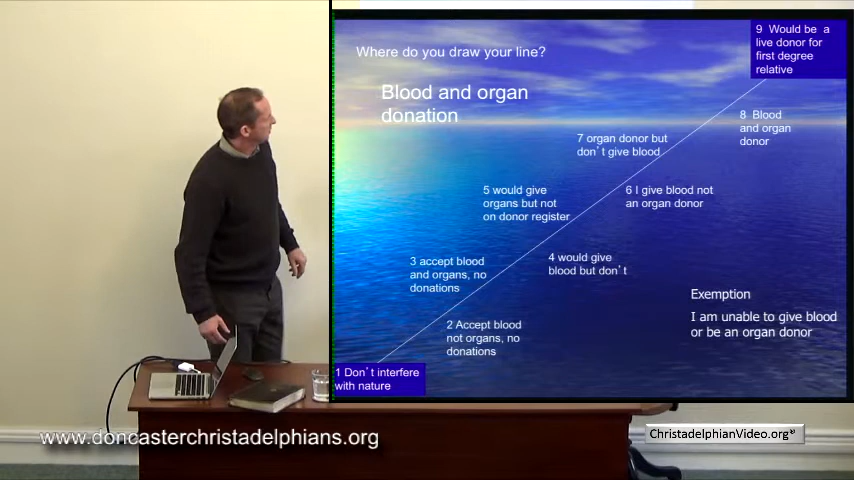 Where do you draw your line?
Blood and organ
donation
9 Would be a
live donor for
first degree
relative
8 Blood
and organ
donor
7 organ donor but
don't give blood
5 would give
organs but not
on donor register
6 I give blood not
an organ donor
3 accept blood
and organs, no
donations
4 would give
blood but don't
Exemption
I am unable to give blood
or be an organ donor
2 Accept blood
not organs, no
donations
1 Don't interfere
with nature
www.doncasterchristadelphians.org
ChristadelphianVideo.org®